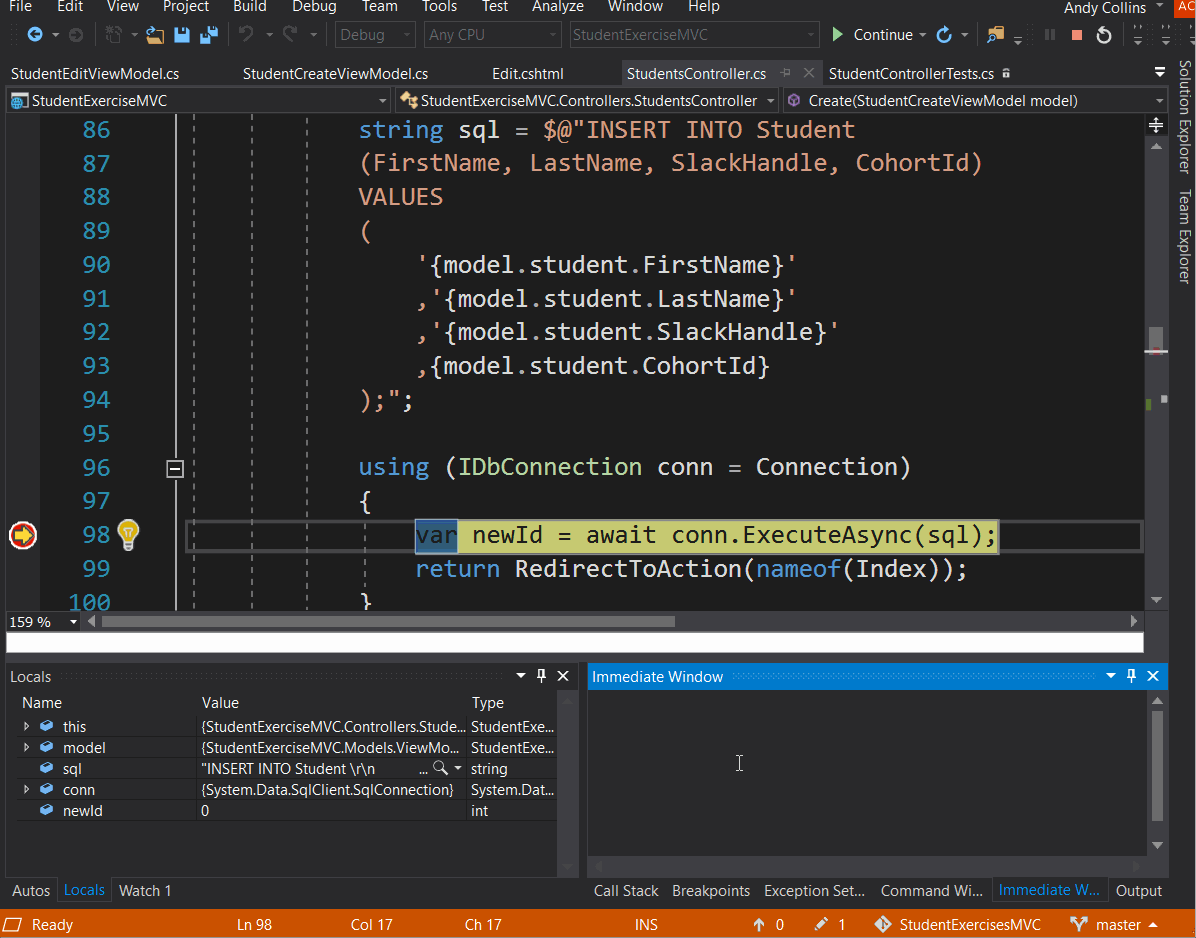 File Edit View Project Build Debug Team Tools Test Analyze Window Help Andy Collins AC
Debug Any CPU StudentExerciseMVC Continue
StudentEditViewModel.cs StudentCreateViewModel.cs Edit.cshtml StudentsController.cs StudentControllerTests.cs
StudentExerciseMVC StudentExerciseMVC.Controllers.StudentsController Create(StudentCreateViewModel model)
Solution Explorer
Team Explorer
86 string sql = $@"INSERT INTO Student
87 (FirstName, LastName, SlackHandle, CohortId)
88 VALUES
89 (
90 '{model.student.FirstName}'
91 ,'{model.student.LastName}'
92 ,'{model.student.SlackHandle}'
93 ,{model.student.CohortId}
94 );";
95
96 using (IDbConnection conn = Connection)
97 {
98 var newId = await conn.ExecuteAsync(sql);
99 return RedirectToAction(nameof(Index));
100 }
159 %
Locals
Name Value Type
this {StudentExerciseMVC.Controllers.Stude... StudentExe...
model {StudentExerciseMVC.Models.ViewMo... StudentExe...
sql "INSERT INTO Student \r\n ... string
conn {System.Data.SqlClient.SqlConnection} System.Dat...
newId 0 int
Autos Locals Watch 1
Immediate Window
Call Stack Breakpoints Exception Set... Command Wi... Immediate W... Output
Ready Ln 98 Col 17 Ch 17 INS 0 1 StudentExercisesMVC master